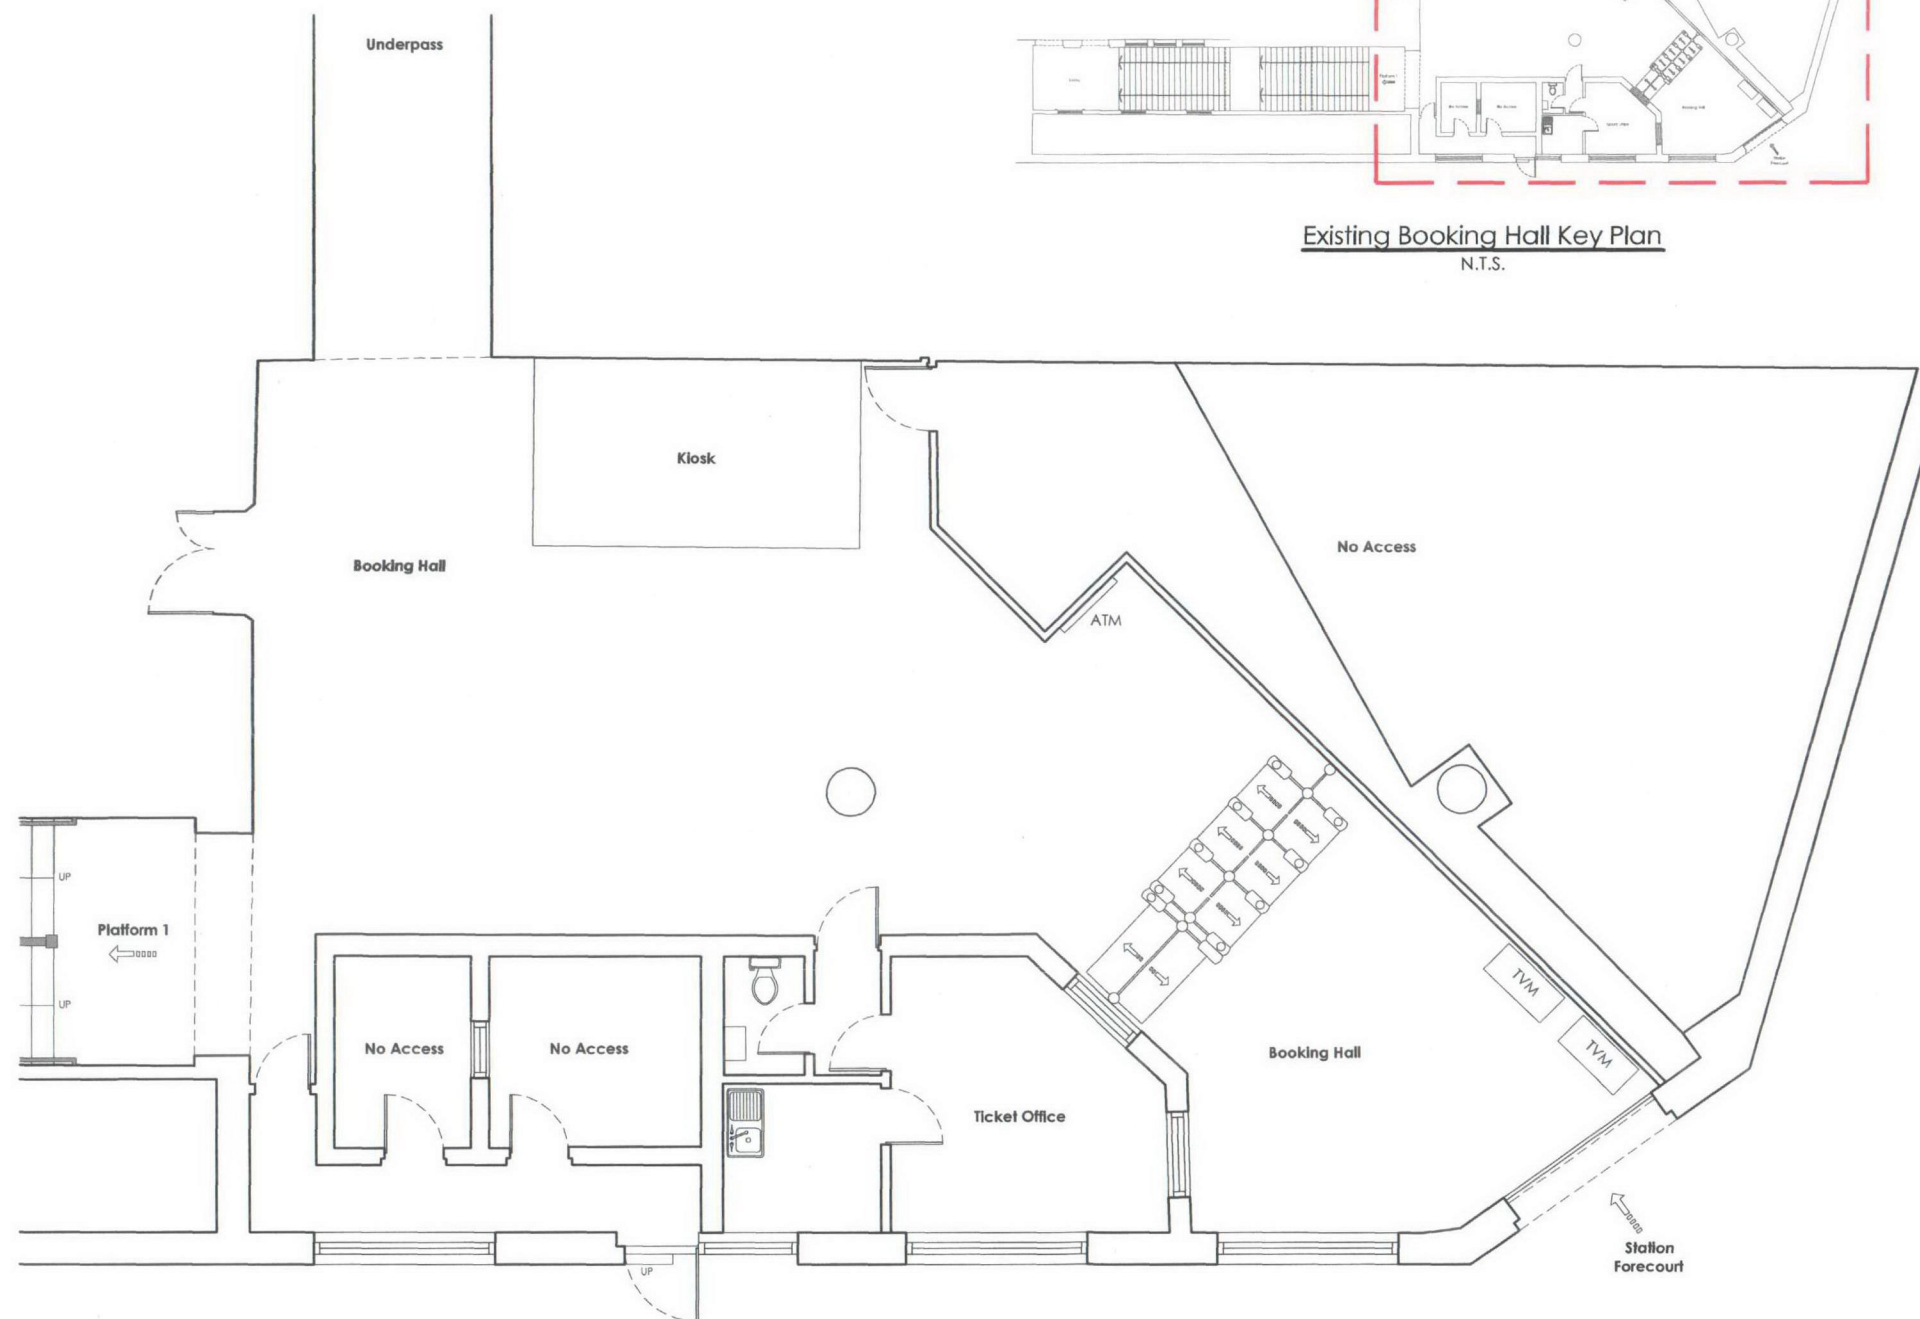 Underpass
Existing Booking Hall Key Plan
N.T.S.
Kiosk
No Access
Booking Hall
ATM
UP
Platform 1
UP
TVM
TVM
No Access
No Access
Booking Hall
Ticket Office
UP
Station
Forecourt